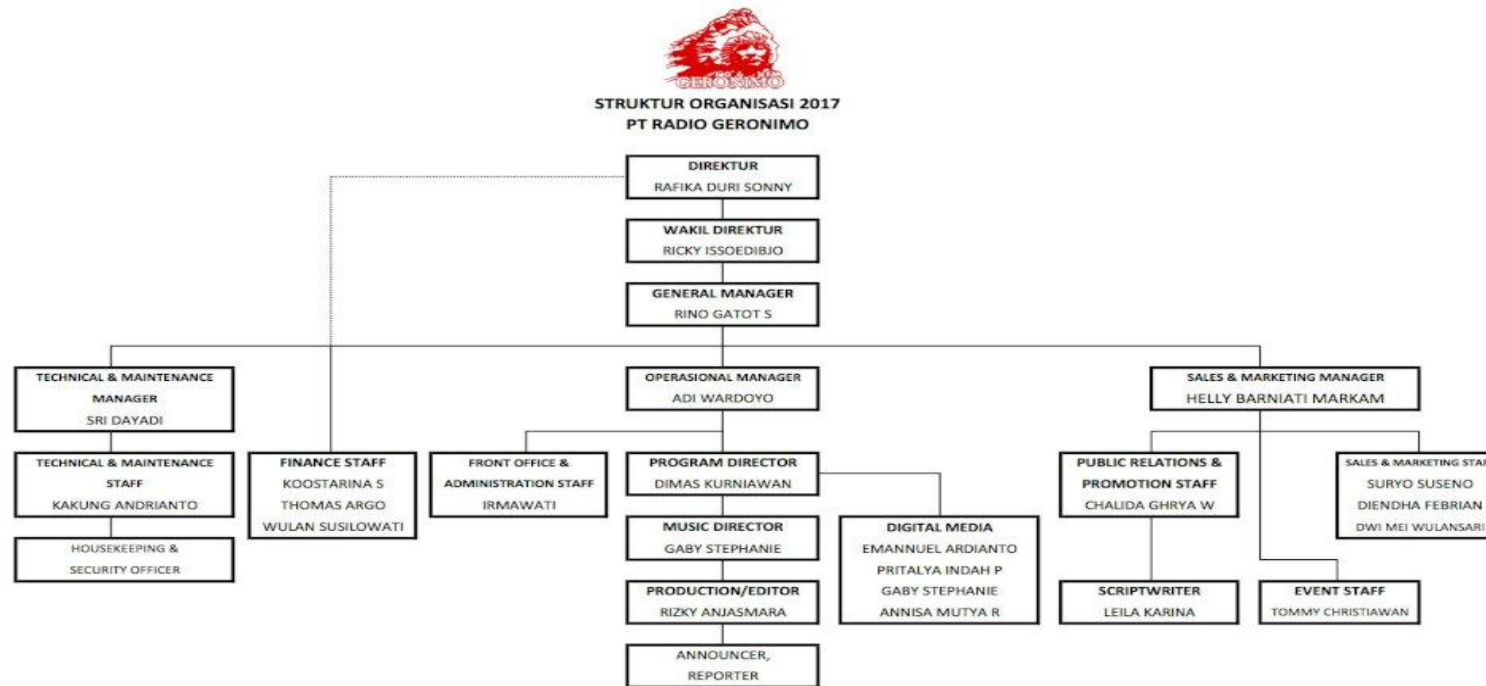 GERONIMO
STRUKTUR ORGANISASI 2017
PT RADIO GERONIMO
DIREKTUR
RAFIKA DURI SONNY
WAKIL DIREKTUR
RICKY ISSOEDIBJO
GENERAL MANAGER
RINO GATOT S
TECHNICAL & MAINTENANCE
MANAGER
SRI DAYADI
OPERASIONAL MANAGER
ADI WARDOYO
SALES & MARKETING MANAGER
HELLY BARNIATI MARKAM
TECHNICAL & MAINTENANCE
STAFF
KAKUNG ANDRIANTO
FINANCE STAFF
KOOSTARINA S
THOMAS ARGO
WULAN SUSILOWATI
FRONT OFFICE &
ADMINISTRATION STAFF
IRMAWATI
PROGRAM DIRECTOR
DIMAS KURNIAWAN
PUBLIC RELATIONS &
PROMOTION STAFF
CHALIDA GHRYA W
SALES & MARKETING STAF
SURYO SUSENO
DIENDHA FEBRIAN
DWI MEI WULANSARI
HOUSEKEEPING &
SECURITY OFFICER
MUSIC DIRECTOR
GABY STEPHANIE
DIGITAL MEDIA
EMANNUEL ARDIANTO
PRITALYA INDAH P
GABY STEPHANIE
ANNISA MUTYA R
PRODUCTION/EDITOR
RIZKY ANJASMARA
SCRIPTWRITER
LEILA KARINA
EVENT STAFF
TOMMY CHRISTIAWAN
ANNOUNCER,
REPORTER